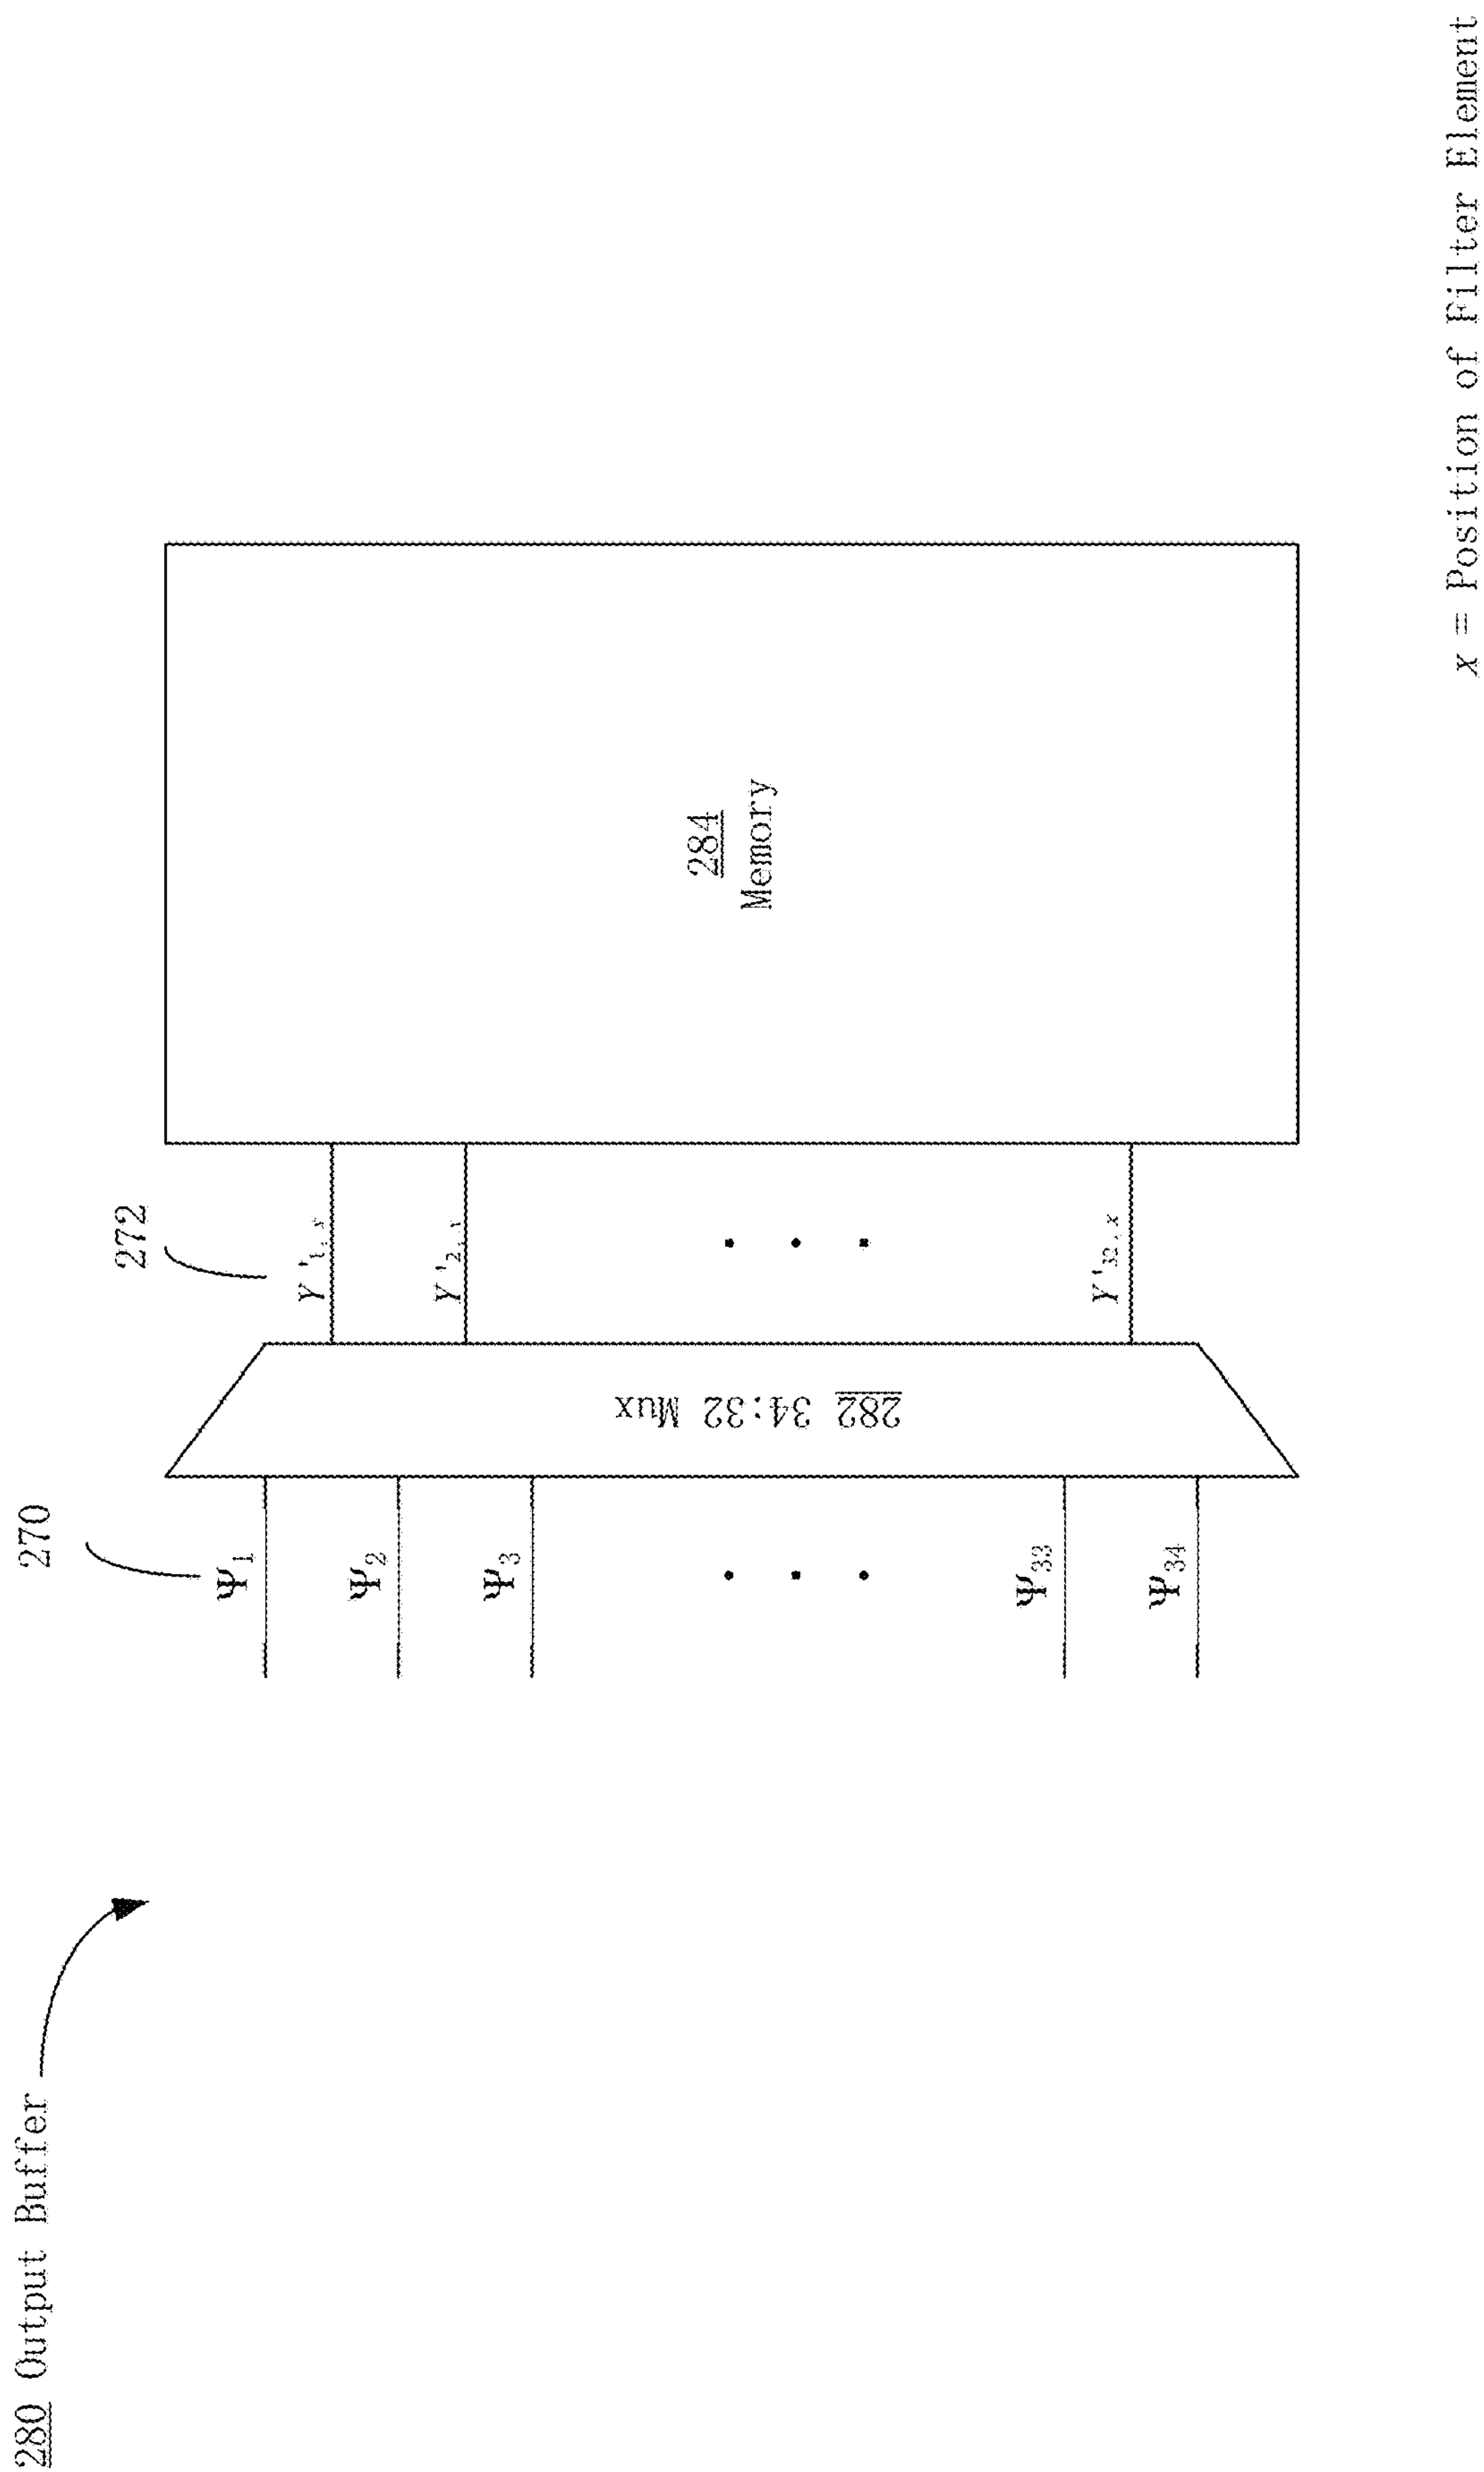 280 Output Buffer
270
Ψ1
Ψ2
Ψ3
Ψ33
Ψ34
282 34:32 Mux
272
Y'1, x
Y'2, x
Y'32, x
284
Memory
x = Position of Filter Element